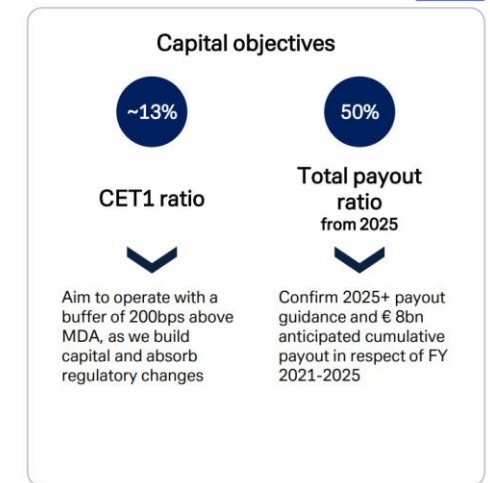 Capital objectives
~13%
50%
CET1 ratio
Total payout
ratio
from 2025
Aim to operate with a
buffer of 200bps above
MDA, as we build
capital and absorb
regulatory changes
Confirm 2025+ payout
guidance and € 8bn
anticipated cumulative
payout in respect of FY
2021-2025